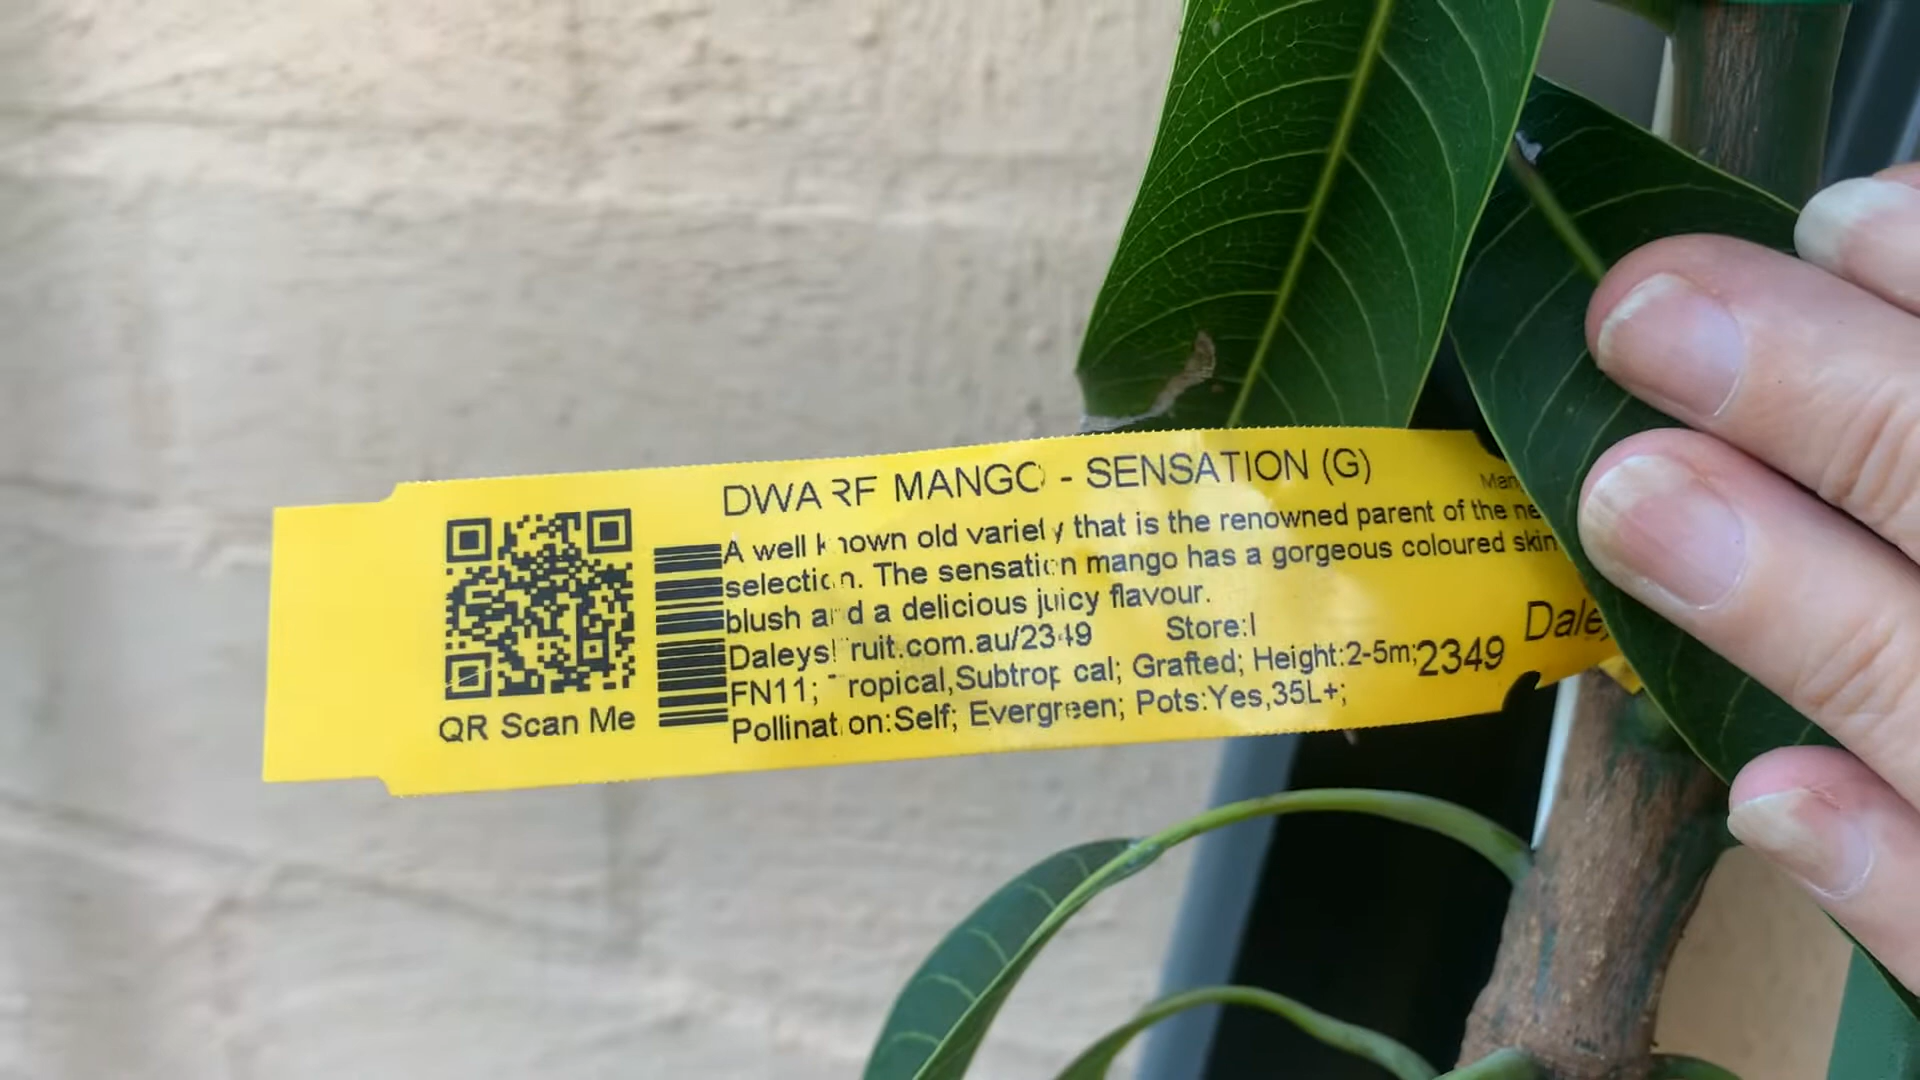 DWARF MANGO - SENSATION (G)
A well known old variety that is the renowned parent of the
selection. The sensation mango has a gorgeous coloured skin
blush and a delicious juicy flavour.
Daleysfruit.com.au/2349 Store:I
FN11; Tropical,Subtropical; Grafted; Height:2-5m;2349
Pollination:Self; Evergreen; Pots:Yes,35L+;
QR Scan Me